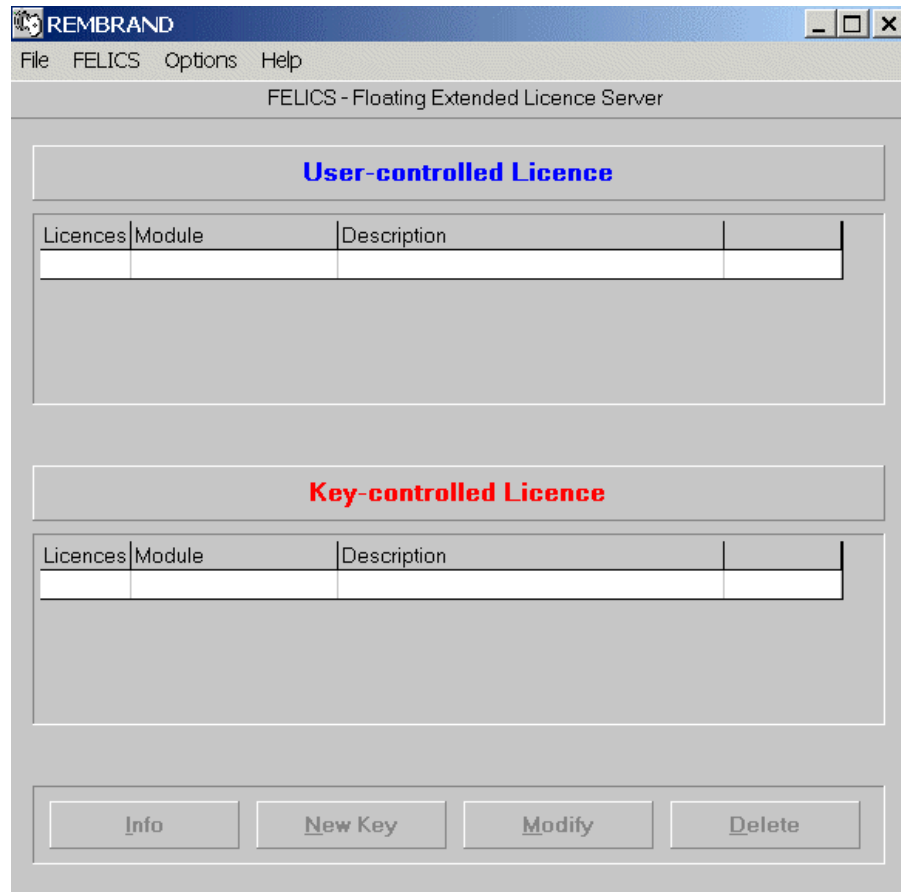 REMBRAND
File FELICS Options Help
FELICS - Floating Extended Licence Server
User-controlled Licence
Licences Module Description
Key-controlled Licence
Licences Module Description
Info New Key Modify Delete